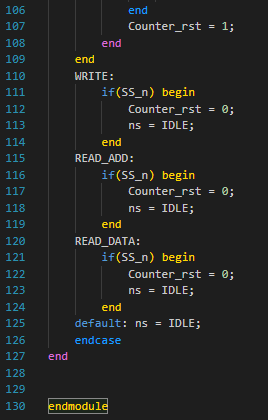 106 end
107 Counter_rst = 1;
108 end
109 end
110 WRITE:
111 if(SS_n) begin
112 Counter_rst = 0;
113 ns = IDLE;
114 end
115 READ_ADD:
116 if(SS_n) begin
117 Counter_rst = 0;
118 ns = IDLE;
119 end
120 READ_DATA:
121 if(SS_n) begin
122 Counter_rst = 0;
123 ns = IDLE;
124 end
125 default: ns = IDLE;
126 endcase
127 end
128
129
130 endmodule